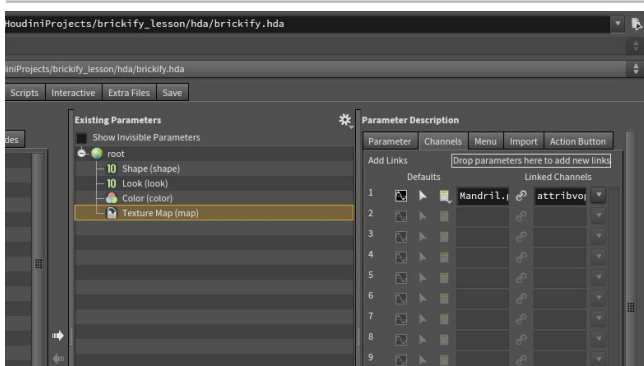 HoudiniProjects/brickify_lesson/hda/brickify.hda
iniProjects/brickify_lesson/hda/brickify.hda
Scripts Interactive Extra Files Save
Existing Parameters
Parameter Description
des
Show Invisible Parameters
Parameter Channels Menu Import Action Button
root
Add Links Drop parameters here to add new links
10 Shape (shape)
Defaults Linked Channels
10 Look (look)
1 Mandril.p attribvop
Color (color)
2
Texture Map (map)
3
4
5
6
7
8
9